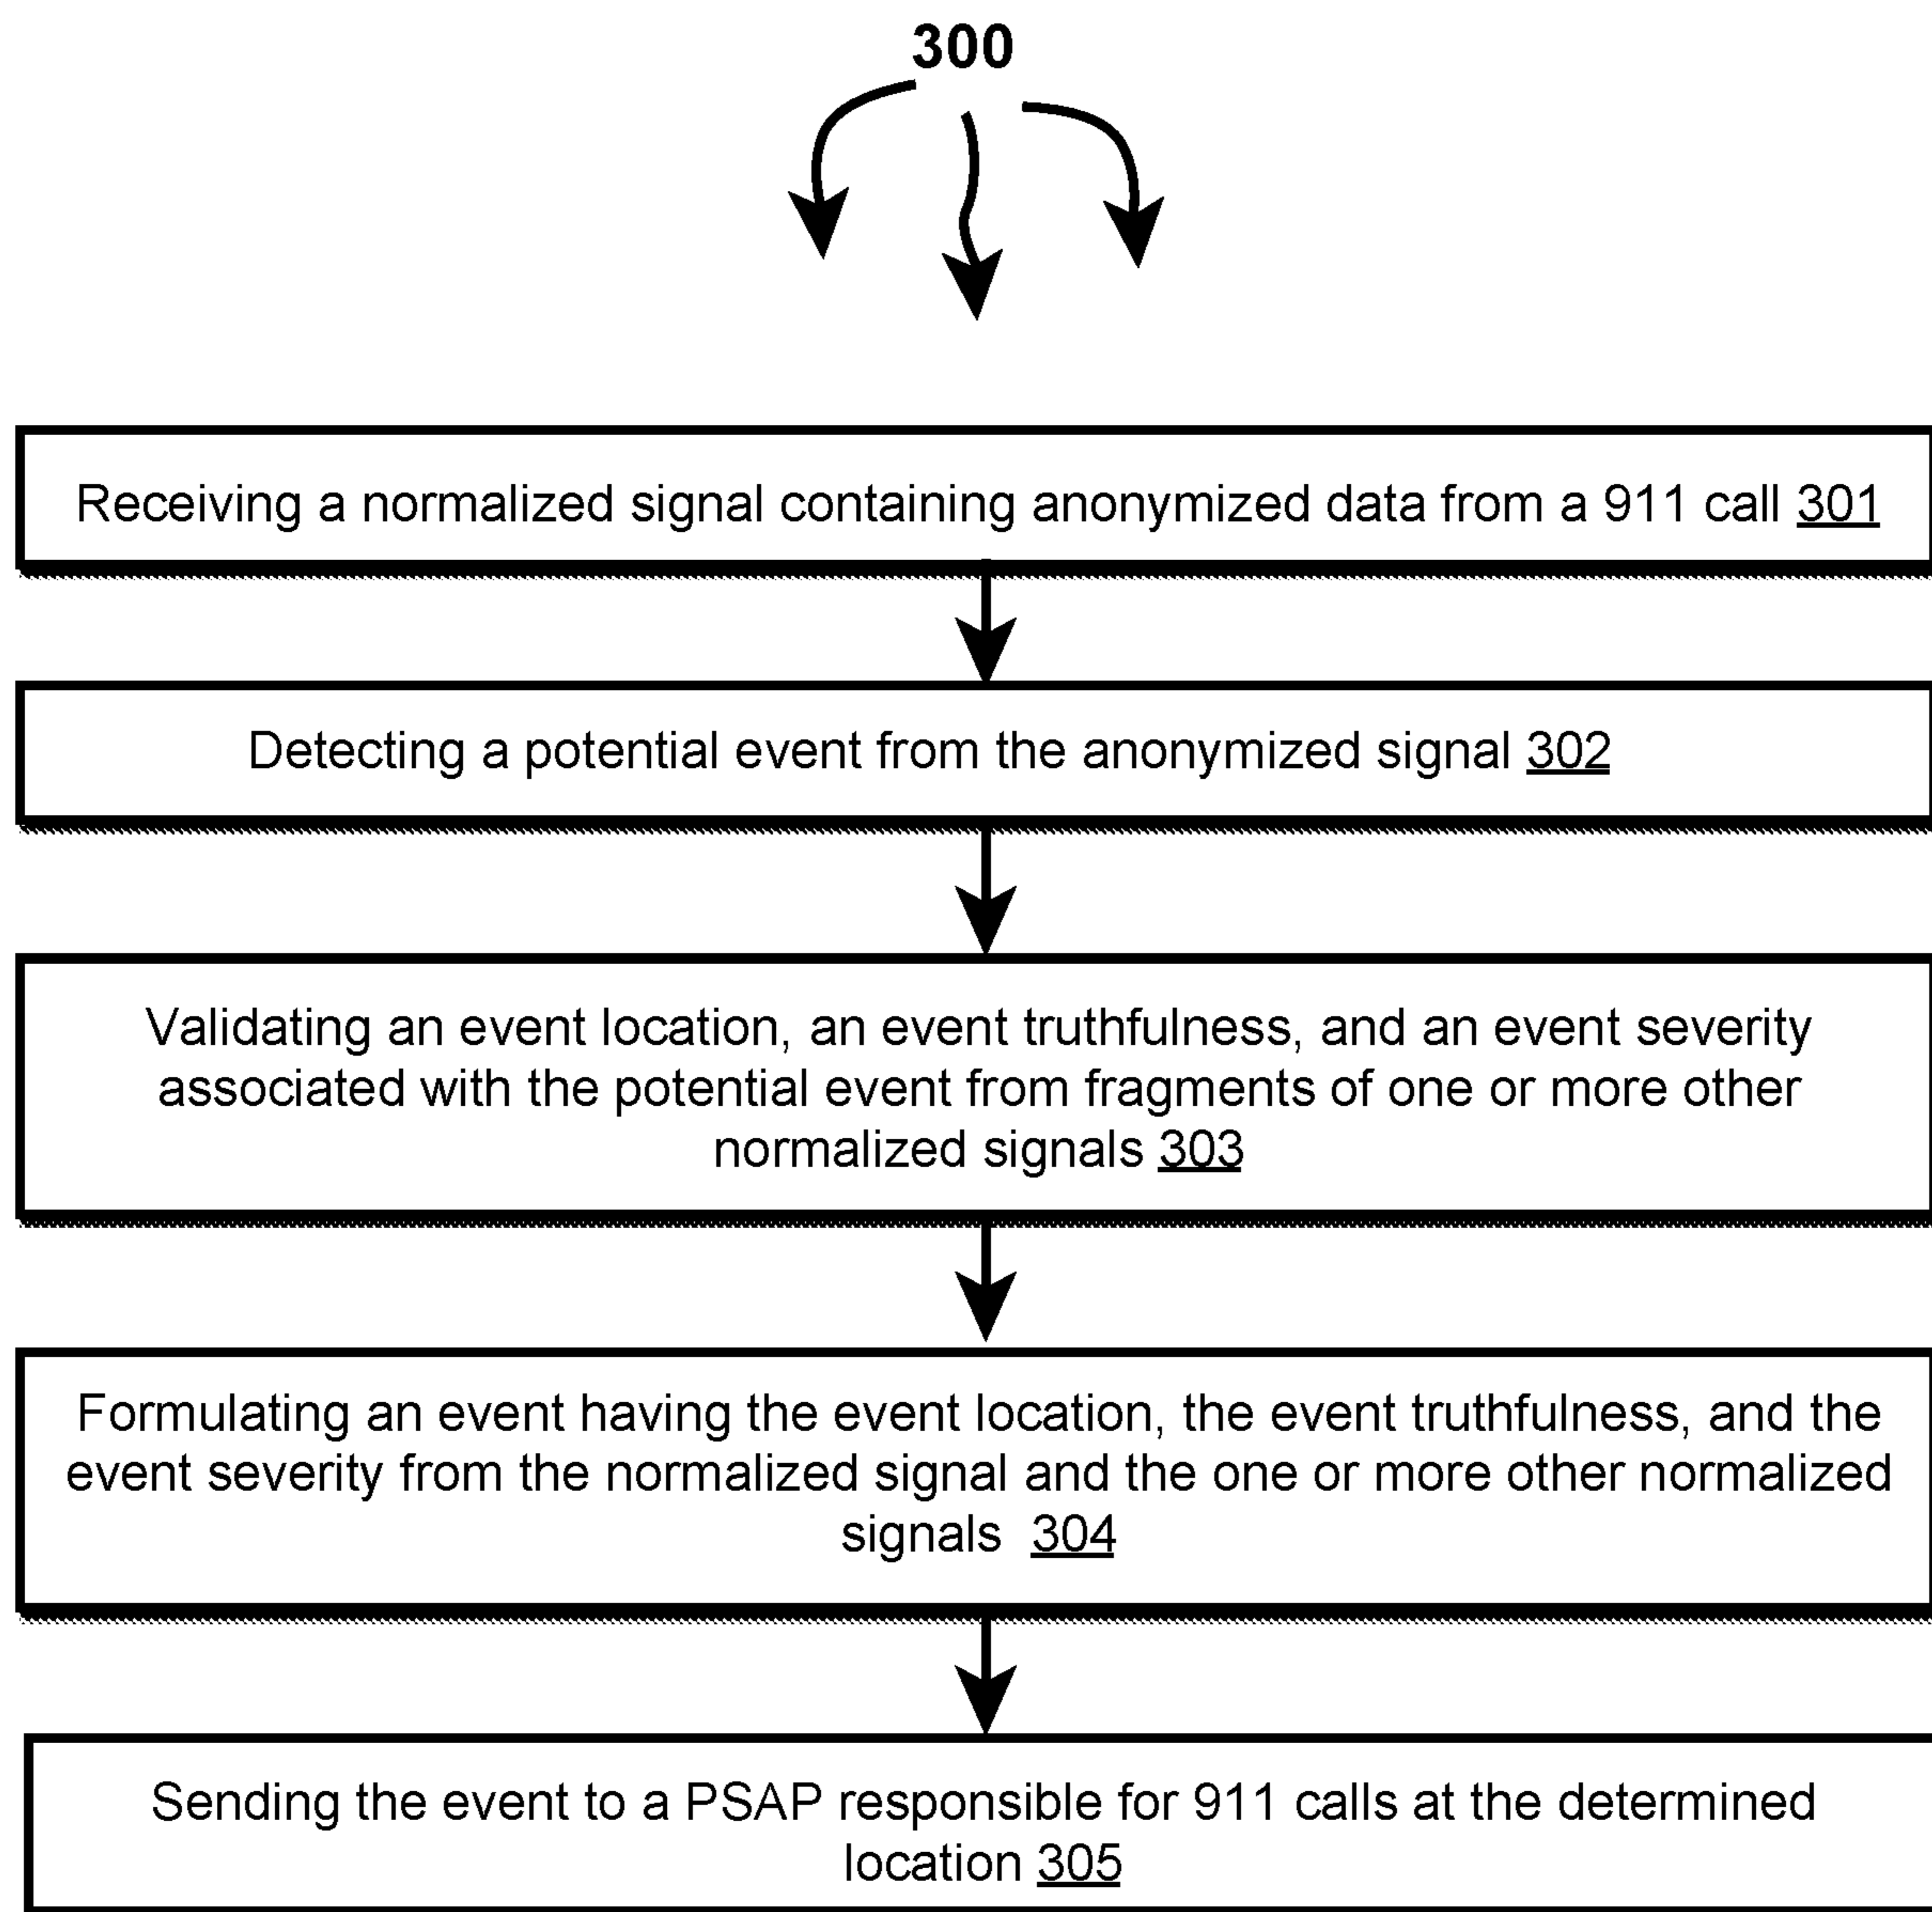 300
Receiving a normalized signal containing anonymized data from a 911 call 301
Detecting a potential event from the anonymized signal 302
Validating an event location, an event truthfulness, and an event severity
associated with the potential event from fragments of one or more other
normalized signals 303
Formulating an event having the event location, the event truthfulness, and the
event severity from the normalized signal and the one or more other normalized
signals 304
Sending the event to a PSAP responsible for 911 calls at the determined
location 305